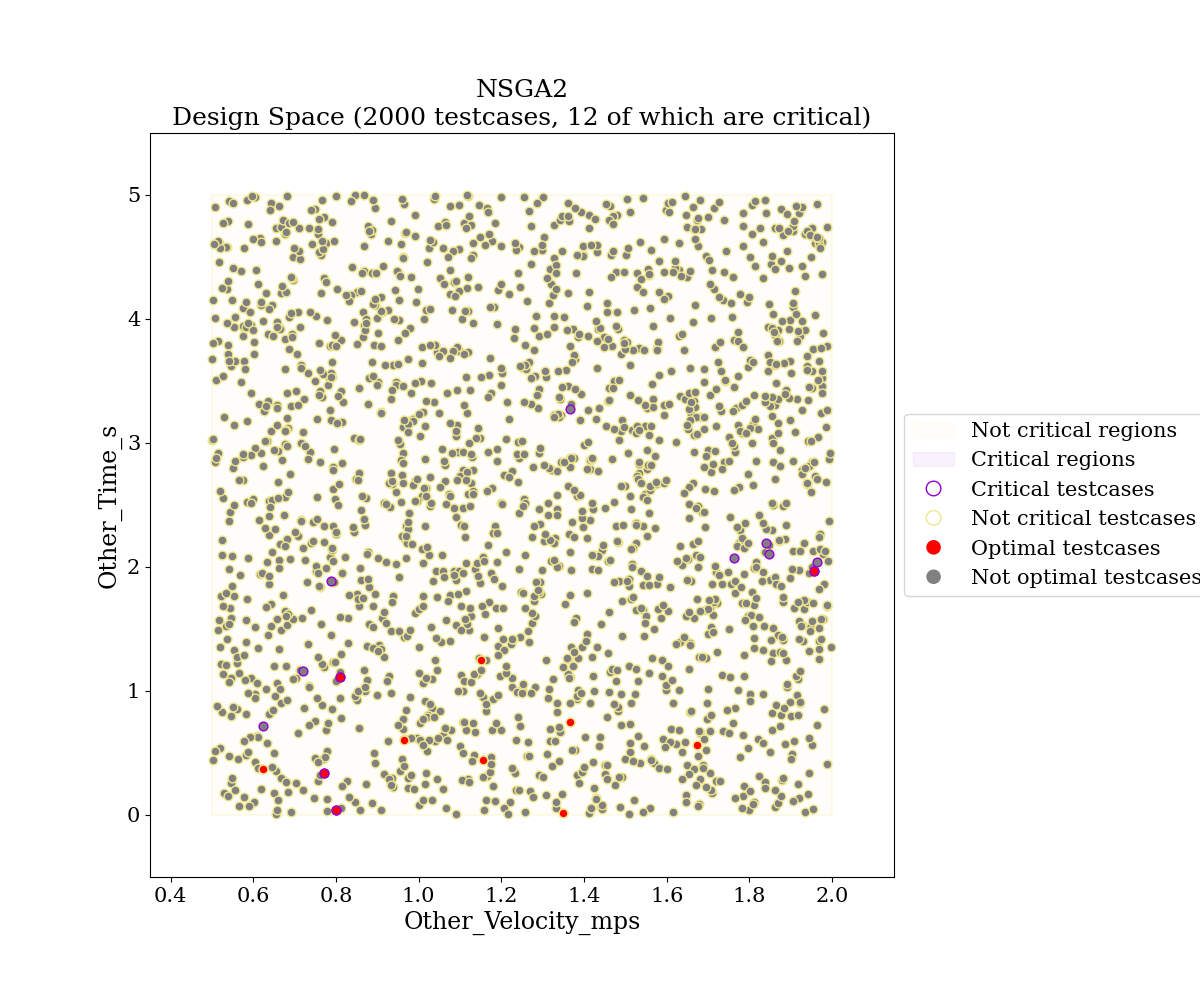 NSGA2
Design Space (2000 testcases, 12 of which are critical)
5
4
3
2
1
0
Other_Time_s
0.4 0.6 0.8 1.0 1.2 1.4 1.6 1.8 2.0
Other_Velocity_mps
Not critical regions
Critical regions
Critical testcases
Not critical testcases
Optimal testcases
Not optimal testcases